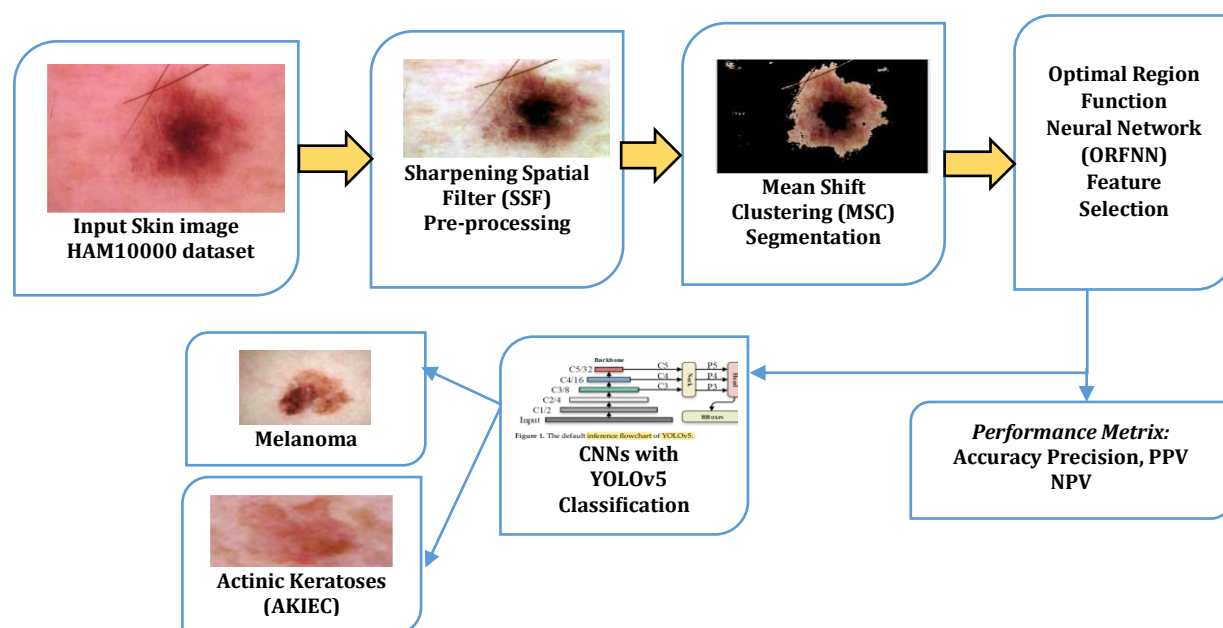 Input Skin image
HAM10000 dataset
Sharpening Spatial
Filter (SSF)
Pre-processing
Mean Shift
Clustering (MSC)
Segmentation
Optimal Region
Function
Neural Network
(ORFNN)
Feature
Selection
Melanoma
Actinic Keratoses
(AKIEC)
Backbone
C5/32
C4/16
C3/8
C2/4
C1/2
Input
C5
C4
C3
Neck
P5
P4
P3
Head
BBoxes
Figure 1. The default inference flowchart of YOLOv5.
CNNs with
YOLOv5
Classification
Performance Metrix:
Accuracy Precision, PPV
NPV